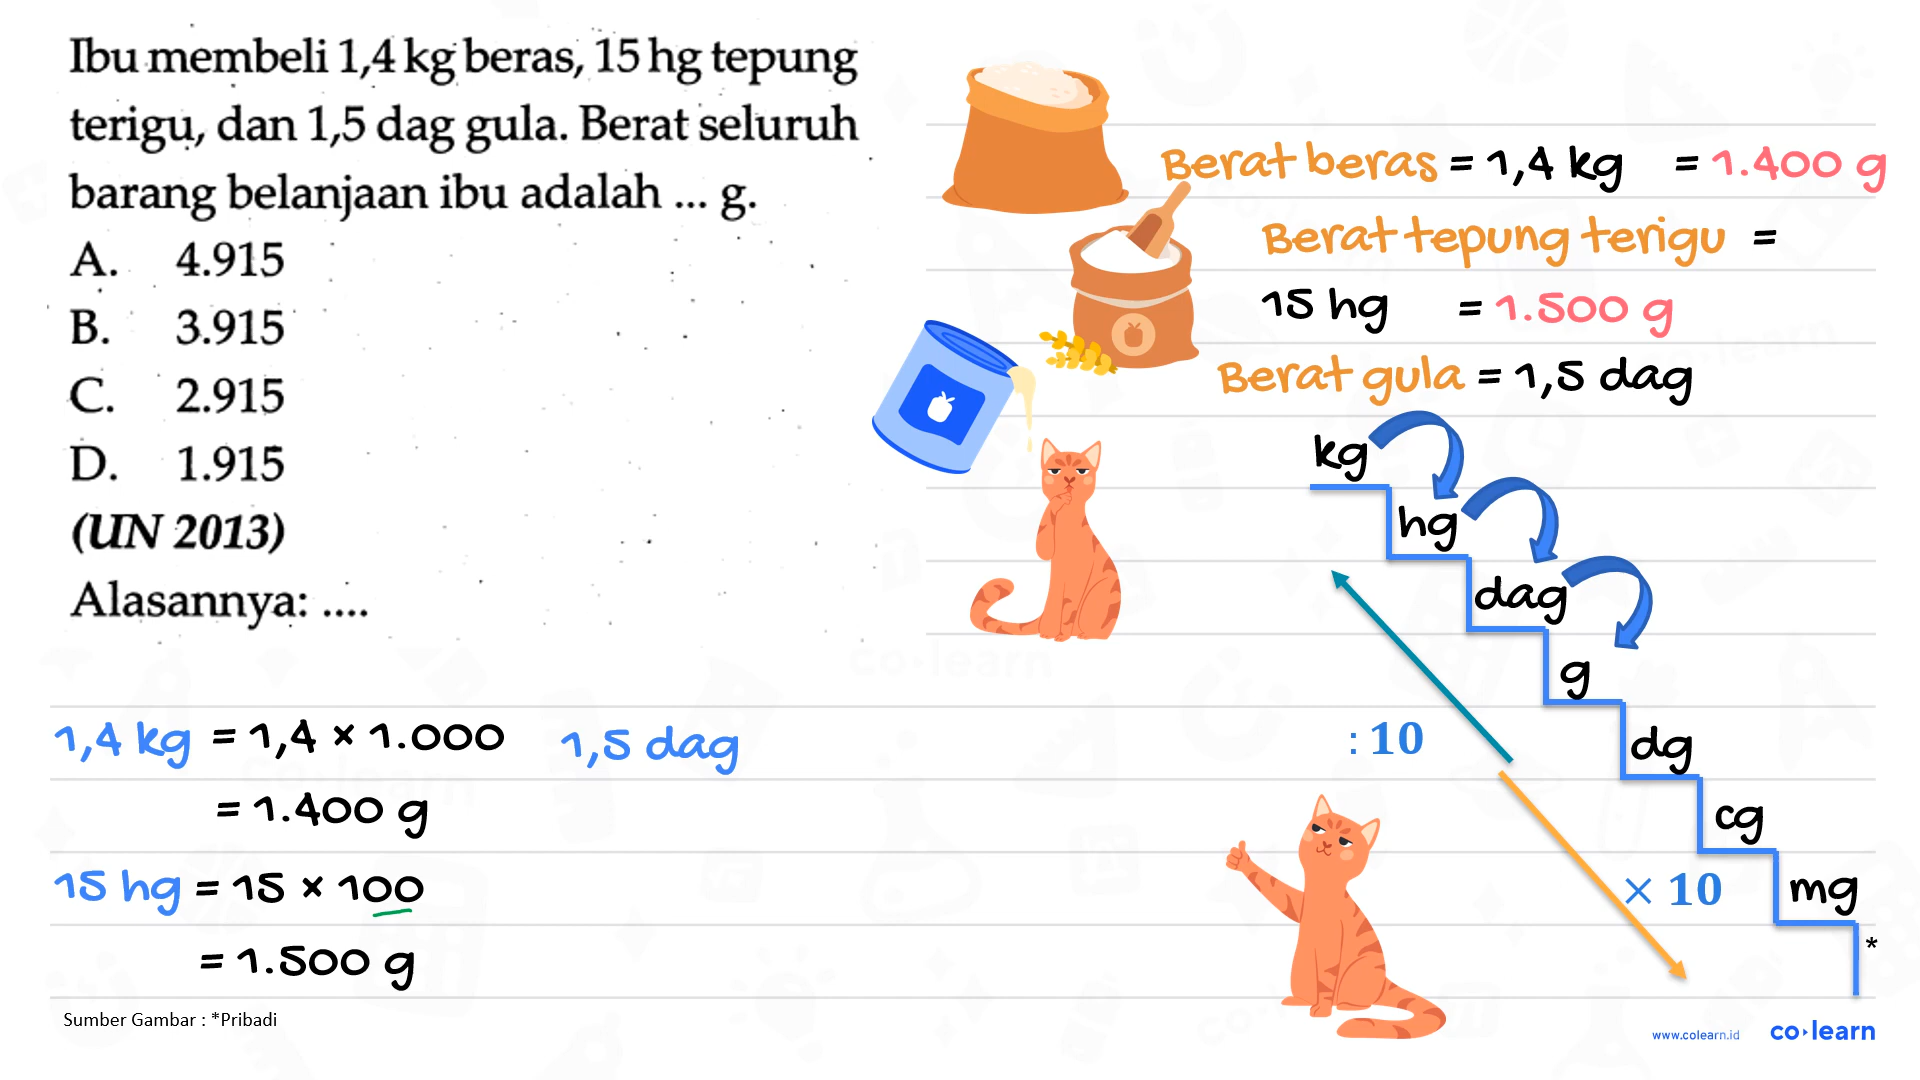 Ibu membeli 1,4 kg beras, 15 hg tepung
terigu, dan 1,5 dag gula. Berat seluruh
barang belanjaan ibu adalah ... g.
A. 4.915
B. 3.915
C. 2.915
D. 1.915
(UN 2013)
Alasannya: ....
Berat beras = 1,4 kg = 1.400 g
Berat tepung terigu =
15 hg = 1.500 g
Berat gula = 1,5 dag
kg
hg
dag
g
dg
cg
mg
*
: 10
× 10
1,4 kg = 1,4 × 1.000
= 1.400 g
15 hg = 15 × 100
= 1.500 g
1,5 dag
Sumber Gambar : *Pribadi
www.colearn.id
co·learn